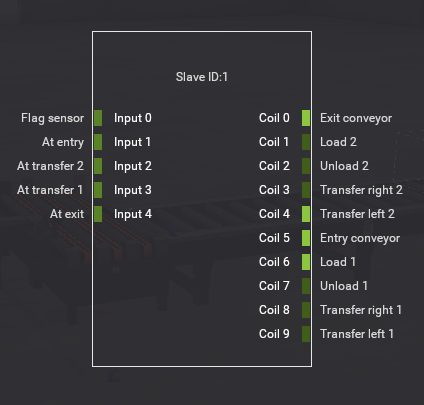 Slave ID:1
Flag sensor Input 0 Coil 0 Exit conveyor
At entry Input 1 Coil 1 Load 2
At transfer 2 Input 2 Coil 2 Unload 2
At transfer 1 Input 3 Coil 3 Transfer right 2
At exit Input 4 Coil 4 Transfer left 2
Coil 5 Entry conveyor
Coil 6 Load 1
Coil 7 Unload 1
Coil 8 Transfer right 1
Coil 9 Transfer left 1